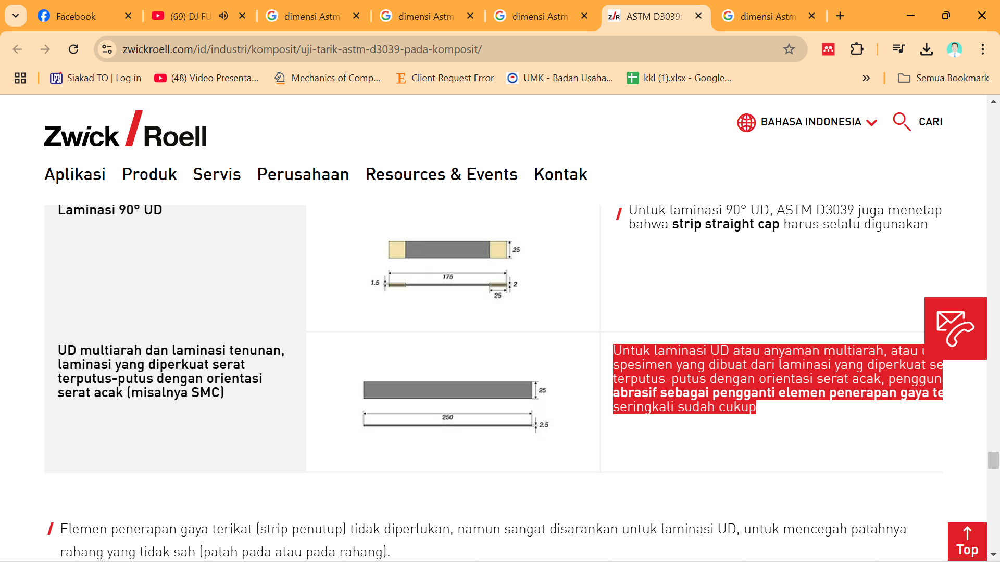 Facebook
(69) DJ FU
dimensi Astm
dimensi Astm
dimensi Astm
Z/R ASTM D3039:
dimensi Astm
zwickroell.com/id/industri/komposit/uji-tarik-astm-d3039-pada-komposit/
Siakad TO | Log in
(48) Video Presenta...
Mechanics of Comp...
Client Request Error
UMK - Badan Usaha...
kkl (1).xlsx - Google...
Semua Bookmark
Zwick/Roell
BAHASA INDONESIA
CARI
Aplikasi
Produk
Servis
Perusahaan
Resources & Events
Kontak
Laminasi 90° UD
25
175
1.5
2
25
Untuk laminasi 90° UD, ASTM D3039 juga menetap
bahwa strip straight cap harus selalu digunakan
UD multiarah dan laminasi tenunan,
laminasi yang diperkuat serat
terputus-putus dengan orientasi
serat acak (misalnya SMC)
25
250
2.5
Untuk laminasi UD atau anyaman multiarah, atau u
spesimen yang dibuat dari laminasi yang diperkuat se
terputus-putus dengan orientasi serat acak, penggun
abrasif sebagai pengganti elemen penerapan gaya te
seringkali sudah cukup
Elemen penerapan gaya terikat (strip penutup) tidak diperlukan, namun sangat disarankan untuk laminasi UD, untuk mencegah patahnya
rahang yang tidak sah (patah pada atau pada rahang).
Top